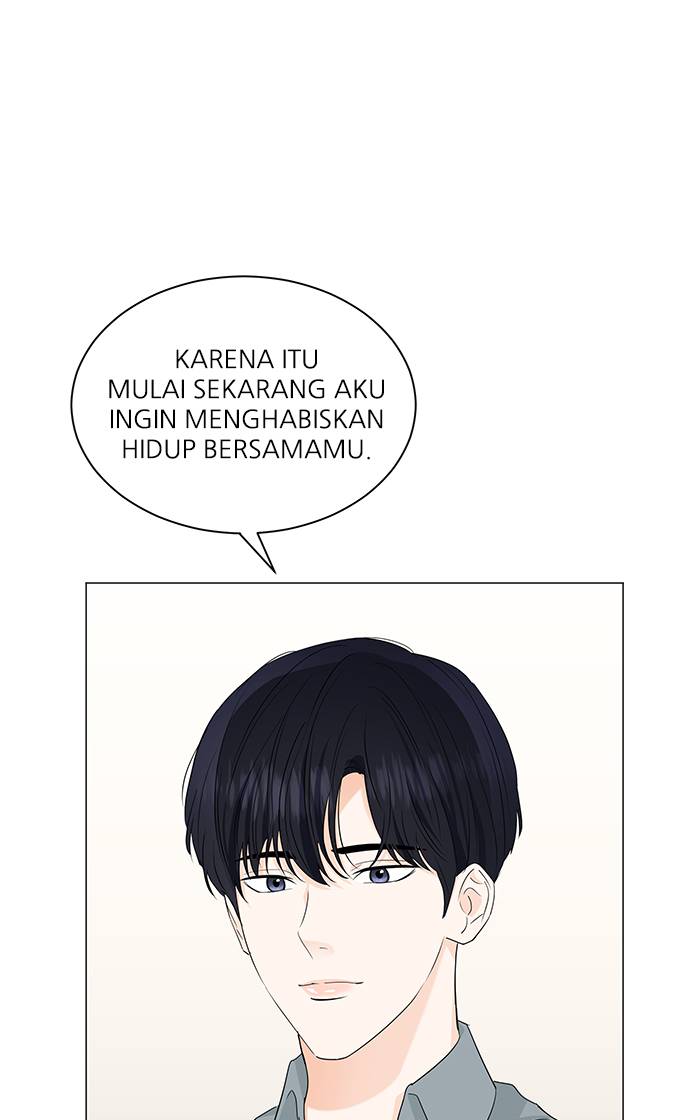 KARENA ITU
MULAI SEKARANG AKU
INGIN MENGHABISKAN
HIDUP BERSAMAMU.